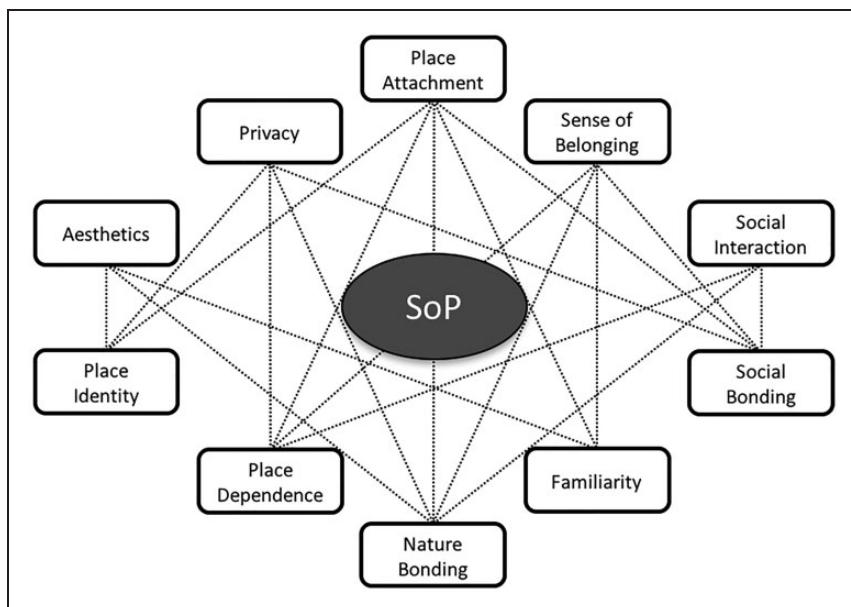 Place
Attachment
Privacy
Sense of
Belonging
Aesthetics
Social
Interaction
SoP
Place
Identity
Social
Bonding
Place
Dependence
Familiarity
Nature
Bonding